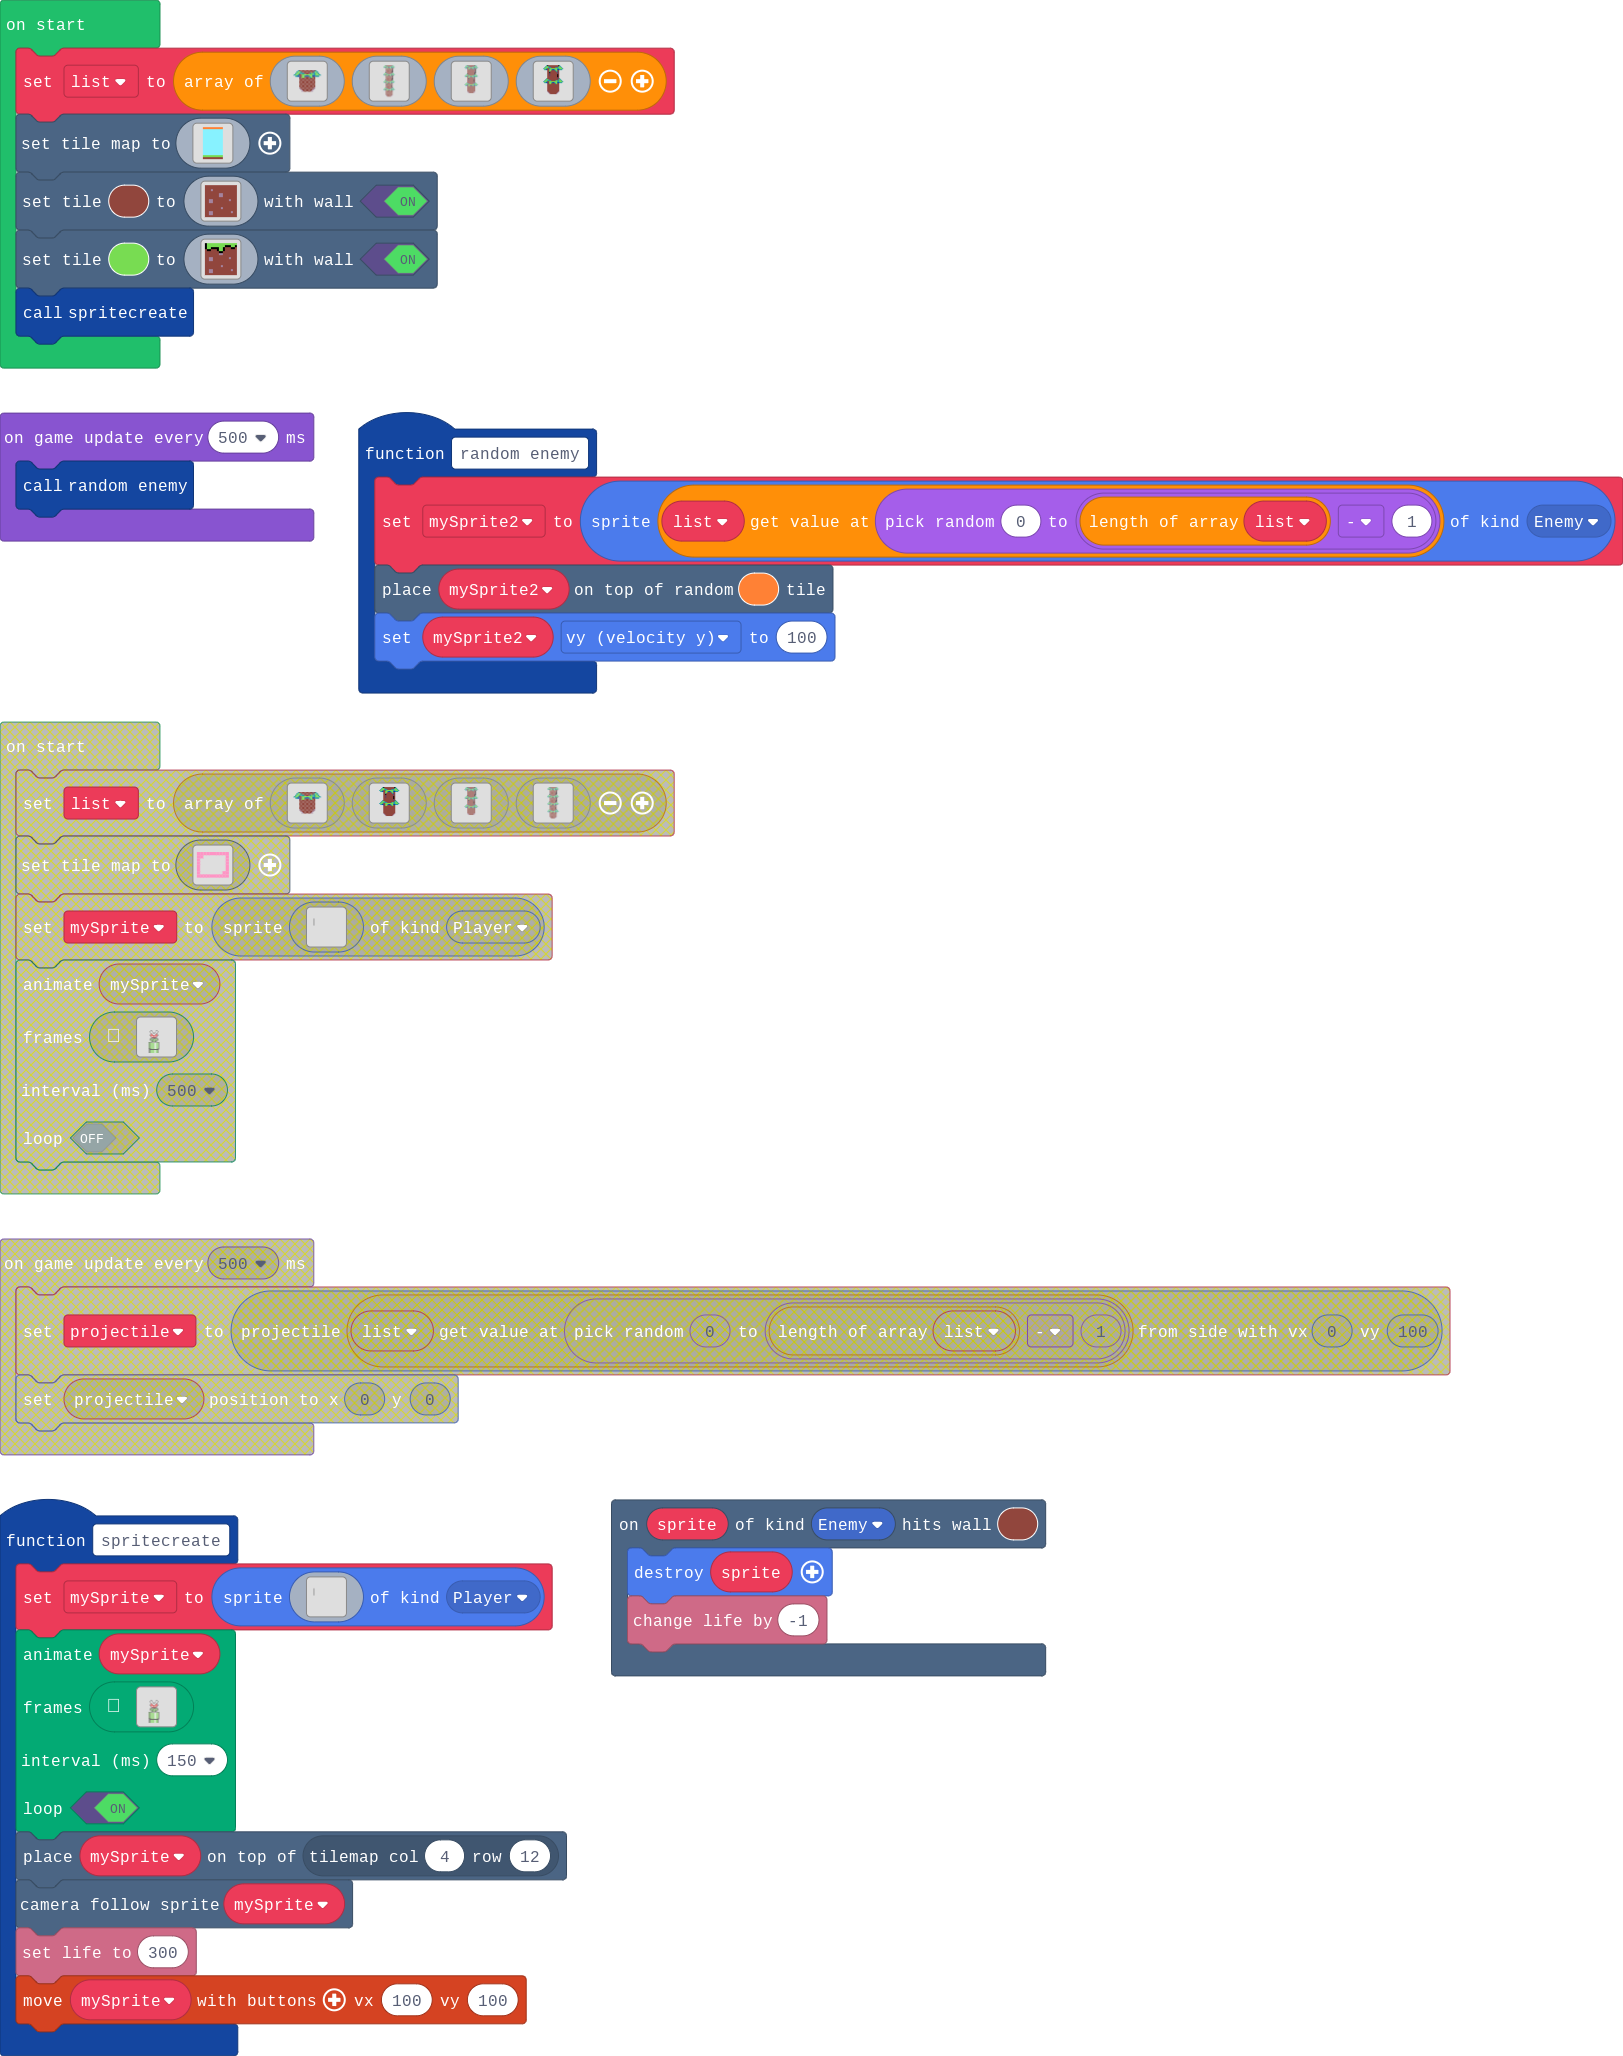 on start
set list to array of
set tile map to
set tile to with wall ON
set tile to with wall ON
call spritecreate
on game update every 500 ms
call random enemy
function random enemy
set mySprite2 to sprite list get value at pick random 0 to length of array list - 1 of kind Enemy
place mySprite2 on top of random tile
set mySprite2 vy (velocity y) to 100
on start
set list to array of
set tile map to
set mySprite to sprite of kind Player
animate mySprite
frames
interval (ms) 500
loop OFF
on game update every 500 ms
set projectile to projectile list get value at pick random 0 to length of array list - 1 from side with vx 0 vy 100
set projectile position to x 0 y 0
function spritecreate
set mySprite to sprite of kind Player
animate mySprite
frames
interval (ms) 150
loop ON
place mySprite on top of tilemap col 4 row 12
camera follow sprite mySprite
set life to 300
move mySprite with buttons vx 100 vy 100
on sprite of kind Enemy hits wall
destroy sprite
change life by -1